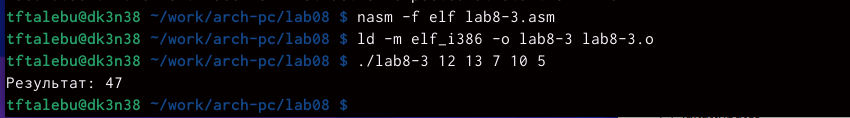 tftalebu@dk3n38 ~/work/arch-pc/lab08 $ nasm -f elf lab8-3.asm
tftalebu@dk3n38 ~/work/arch-pc/lab08 $ ld -m elf_i386 -o lab8-3 lab8-3.o
tftalebu@dk3n38 ~/work/arch-pc/lab08 $ ./lab8-3 12 13 7 10 5
Результат: 47
tftalebu@dk3n38 ~/work/arch-pc/lab08 $